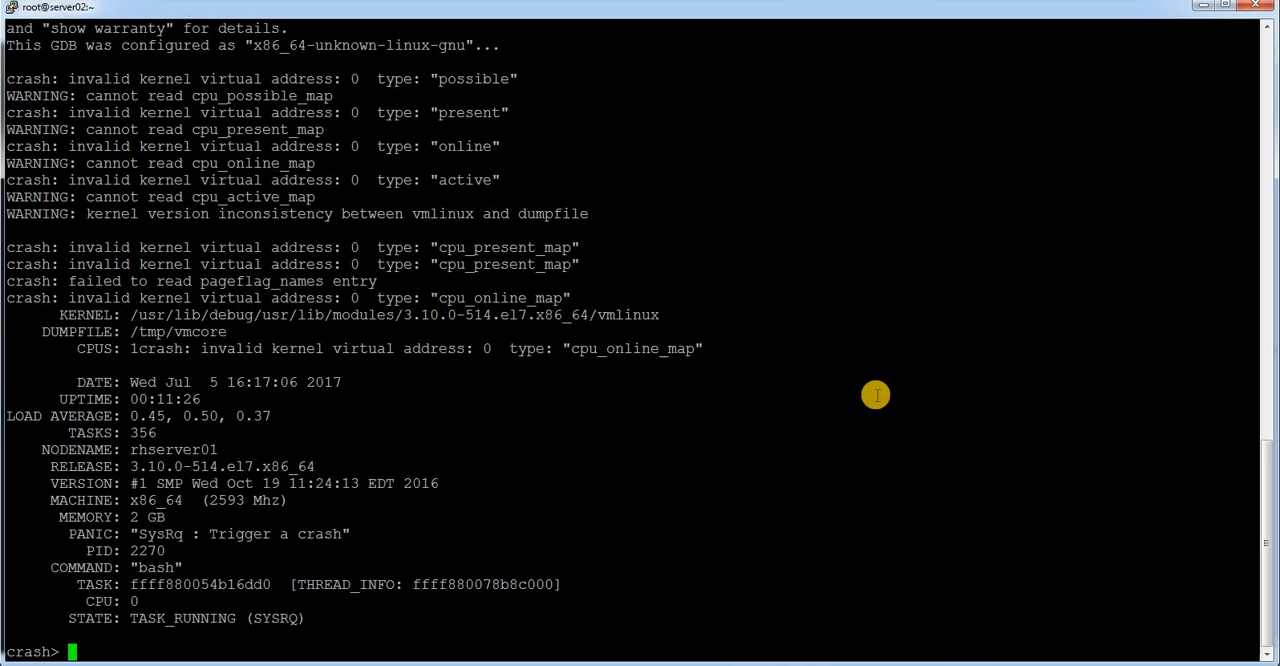 root@server02:~
and "show warranty" for details.
This GDB was configured as "x86_64-unknown-linux-gnu"...
crash: invalid kernel virtual address: 0  type: "possible"
WARNING: cannot read cpu_possible_map
crash: invalid kernel virtual address: 0  type: "present"
WARNING: cannot read cpu_present_map
crash: invalid kernel virtual address: 0  type: "online"
WARNING: cannot read cpu_online_map
crash: invalid kernel virtual address: 0  type: "active"
WARNING: cannot read cpu_active_map
WARNING: kernel version inconsistency between vmlinux and dumpfile
crash: invalid kernel virtual address: 0  type: "cpu_present_map"
crash: invalid kernel virtual address: 0  type: "cpu_present_map"
crash: failed to read pageflag_names entry
crash: invalid kernel virtual address: 0  type: "cpu_online_map"
KERNEL: /usr/lib/debug/usr/lib/modules/3.10.0-514.el7.x86_64/vmlinux
DUMPFILE: /tmp/vmcore
CPUS: 1crash: invalid kernel virtual address: 0  type: "cpu_online_map"
DATE: Wed Jul  5 16:17:06 2017
UPTIME: 00:11:26
LOAD AVERAGE: 0.45, 0.50, 0.37
TASKS: 356
NODENAME: rhserver01
RELEASE: 3.10.0-514.el7.x86_64
VERSION: #1 SMP Wed Oct 19 11:24:13 EDT 2016
MACHINE: x86_64  (2593 Mhz)
MEMORY: 2 GB
PANIC: "SysRq : Trigger a crash"
PID: 2270
COMMAND: "bash"
TASK: ffff880054b16dd0  [THREAD_INFO: ffff880078b8c000]
CPU: 0
STATE: TASK_RUNNING (SYSRQ)
crash>